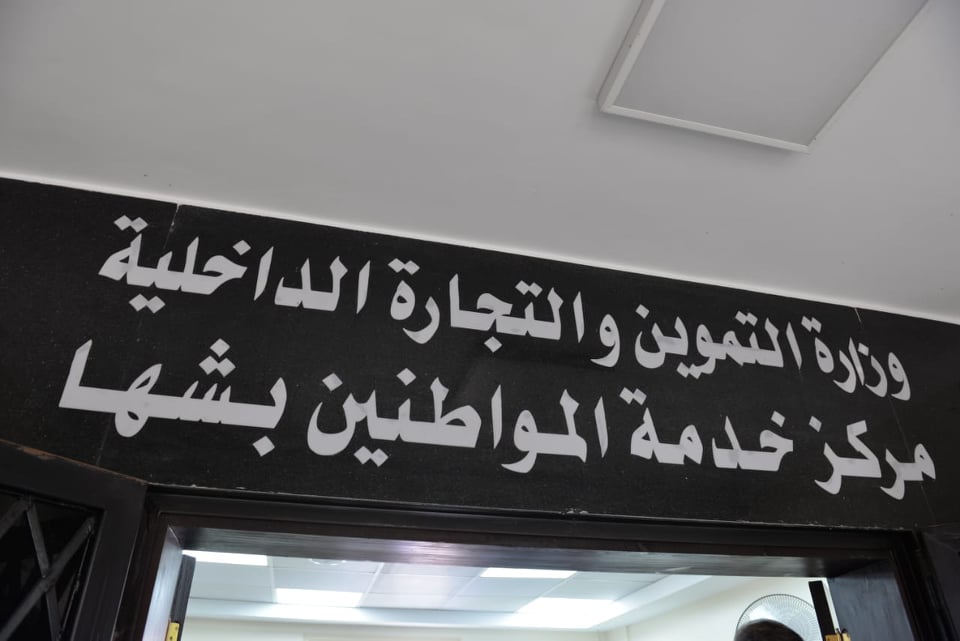 وزارة التموين والتجارة الداخلية
مركز خدمة المواطنين بشها